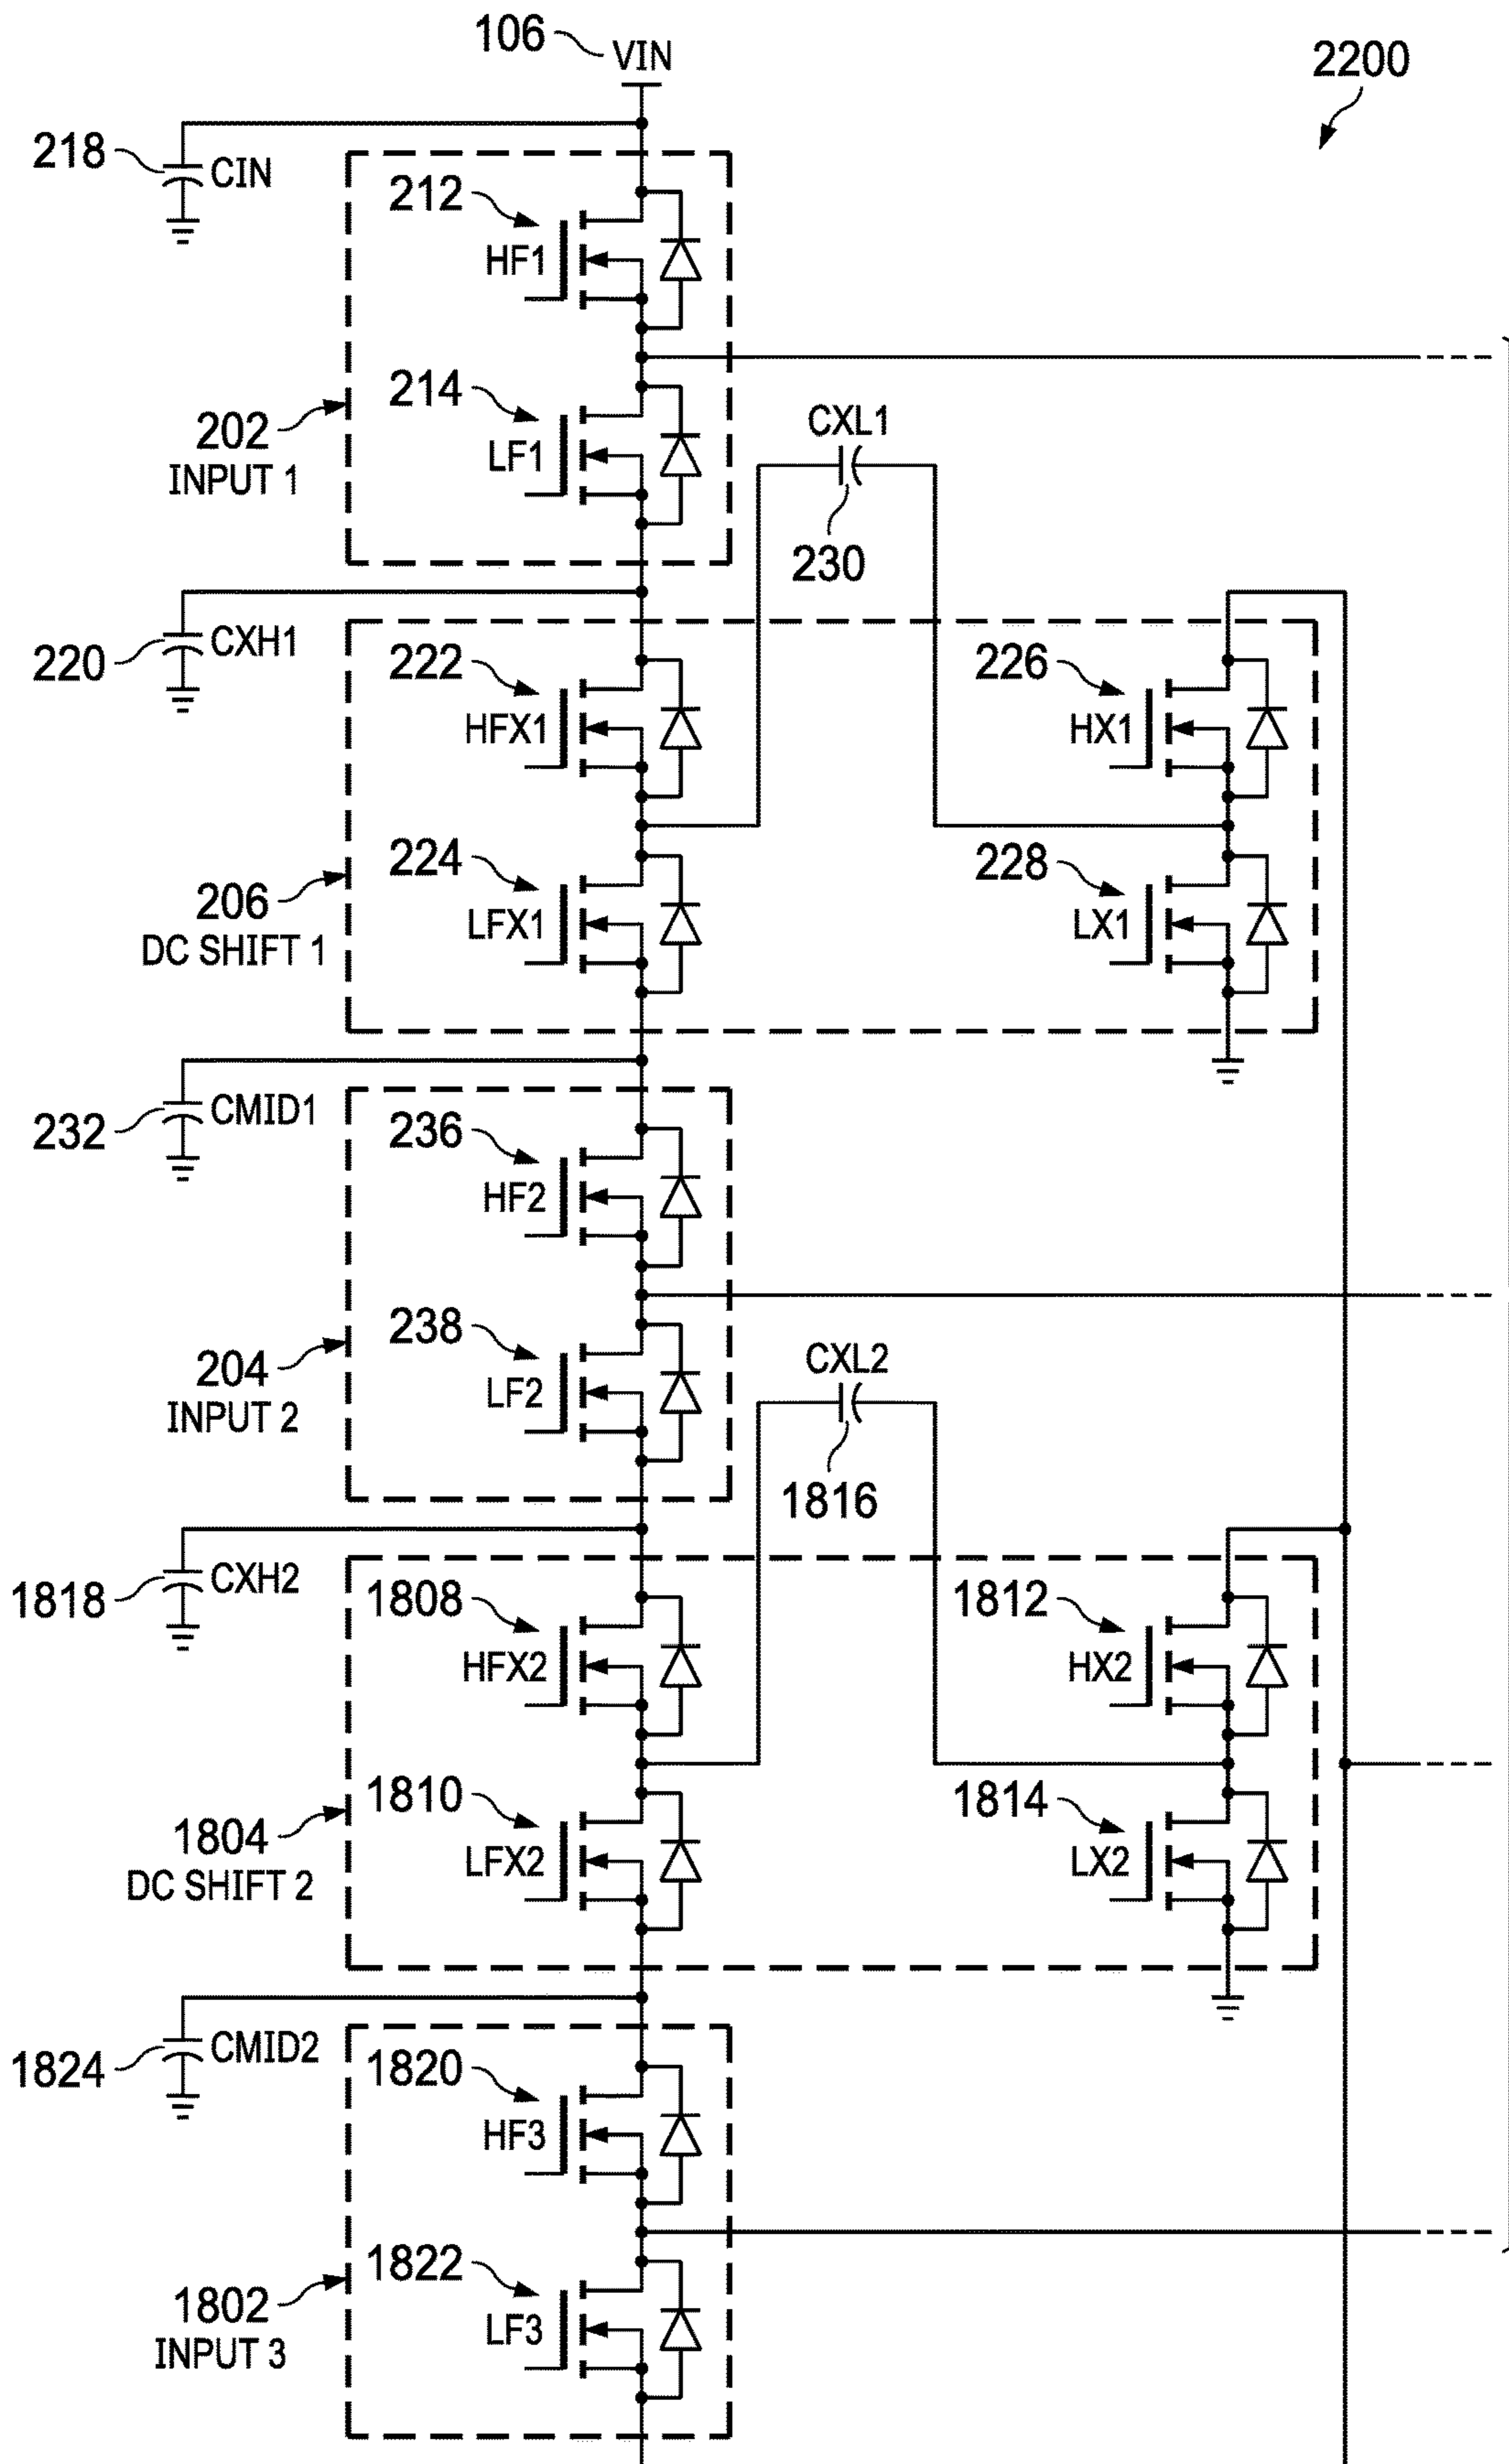 106
VIN
2200
218
CIN
212
HF1
214
LF1
202
INPUT 1
CXL1
230
220
CXH1
222
HFX1
226
HX1
224
LFX1
228
LX1
206
DC SHIFT 1
232
CMID1
236
HF2
238
LF2
204
INPUT 2
CXL2
1816
1818
CXH2
1808
HFX2
1812
HX2
1810
LFX2
1814
LX2
1804
DC SHIFT 2
1824
CMID2
1820
HF3
1822
LF3
1802
INPUT 3